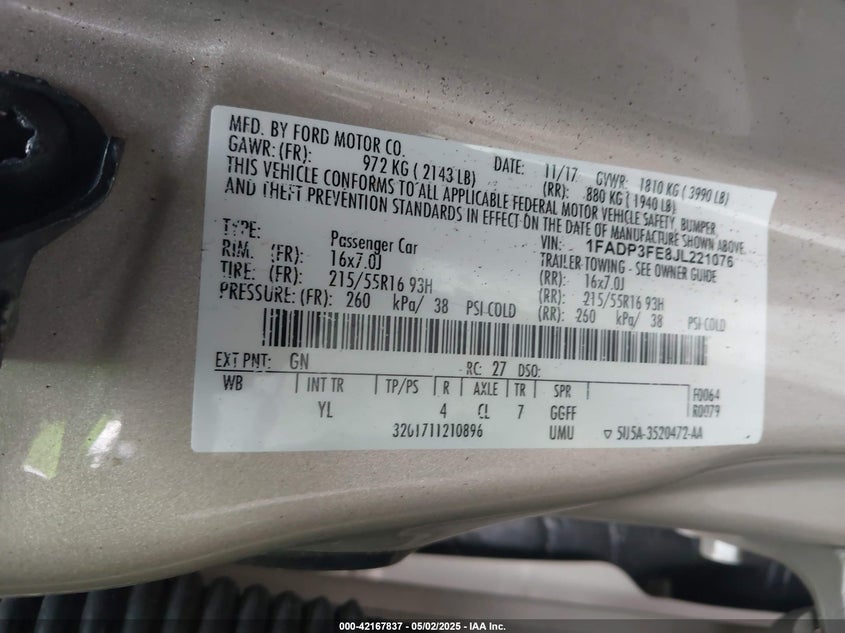 MFD. BY FORD MOTOR CO.
DATE: 11/17 GVWR: 1810 KG ( 3990 LB)
GAWR: (FR): 972 KG ( 2143 LB) (RR): 880 KG ( 1940 LB)
THIS VEHICLE CONFORMS TO ALL APPLICABLE FEDERAL MOTOR VEHICLE SAFETY, BUMPER,
AND THEFT PREVENTION STANDARDS IN EFFECT ON THE DATE OF MANUFACTURE SHOWN ABOVE.
VIN: 1FADP3FE8JL221076
TYPE: Passenger Car TRAILER TOWING - SEE OWNER GUIDE
RIM: (FR): 16x7.0J (RR): 16x7.0J
TIRE: (FR): 215/55R16 93H (RR): 215/55R16 93H
PRESSURE: (FR): 260 kPa/ 38 PSI-COLD (RR): 260 kPa/ 38 PSI-COLD
EXT PNT: GN RC: 27 DSO:
WB INT TR TP/PS R AXLE TR SPR F0064
YL 4 CL 7 GGFF R0079
3201711210896 UMU ▽ 5U5A-3520472-AA
000-42167837 - 05/02/2025 - IAA Inc.